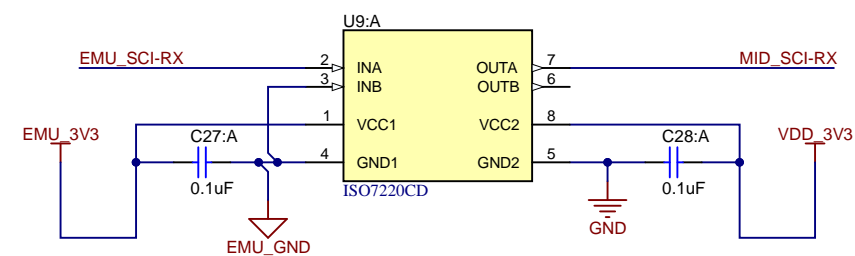 U9:A
EMU_SCI-RX 2 INA OUTA 7 MID_SCI-RX
3 INB OUTB 6
1 VCC1 VCC2 8
EMU_3V3 C27:A C28:A VDD_3V3
4 GND1 GND2 5
0.1uF ISO7220CD 0.1uF
EMU_GND GND